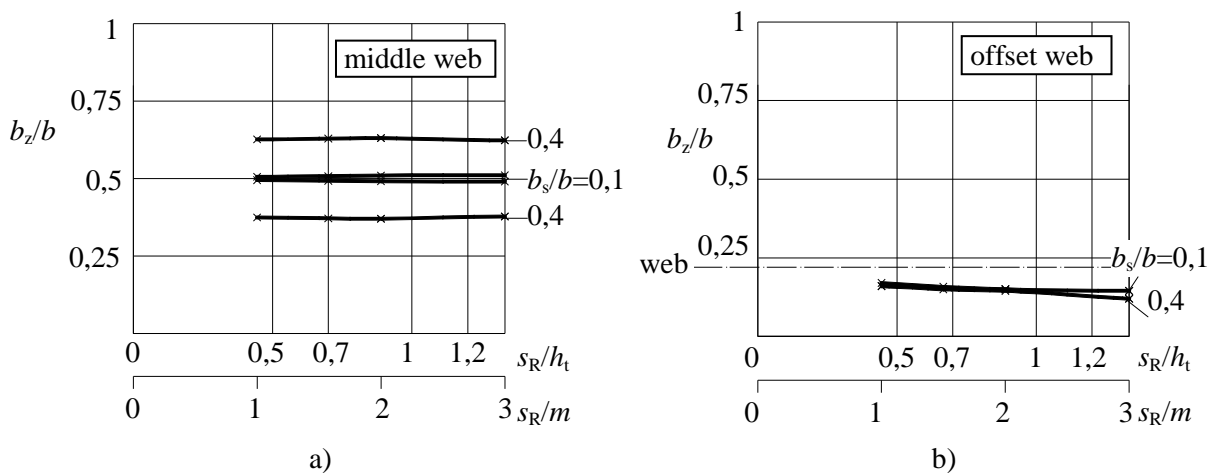 1
middle web
0,75
b_z/b
0,4
0,5
b_s/b=0,1
0,4
0,25
0 0,5 0,7 1 1,2 s_R/h_t
0 1 2 3 s_R/m
a)
1
offset web
0,75
b_z/b
0,5
0,25
web
b_s/b=0,1
0,4
0 0,5 0,7 1 1,2 s_R/h_t
0 1 2 3 s_R/m
b)